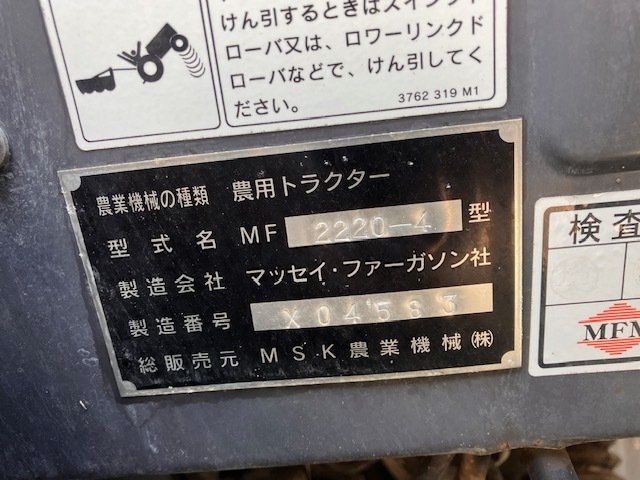 けん引するときはスイングド
ローバ又は、ロワーリンクド
ローバなどで、けん引してく
ださい。
3762 319 M1
農業機械の種類 農用トラクター
型式名 MF 2220-4 型
製造会社 マッセイ・ファーガソン社
製造番号 X04583
総販売元 MSK農業機械(株)
検査
MFM